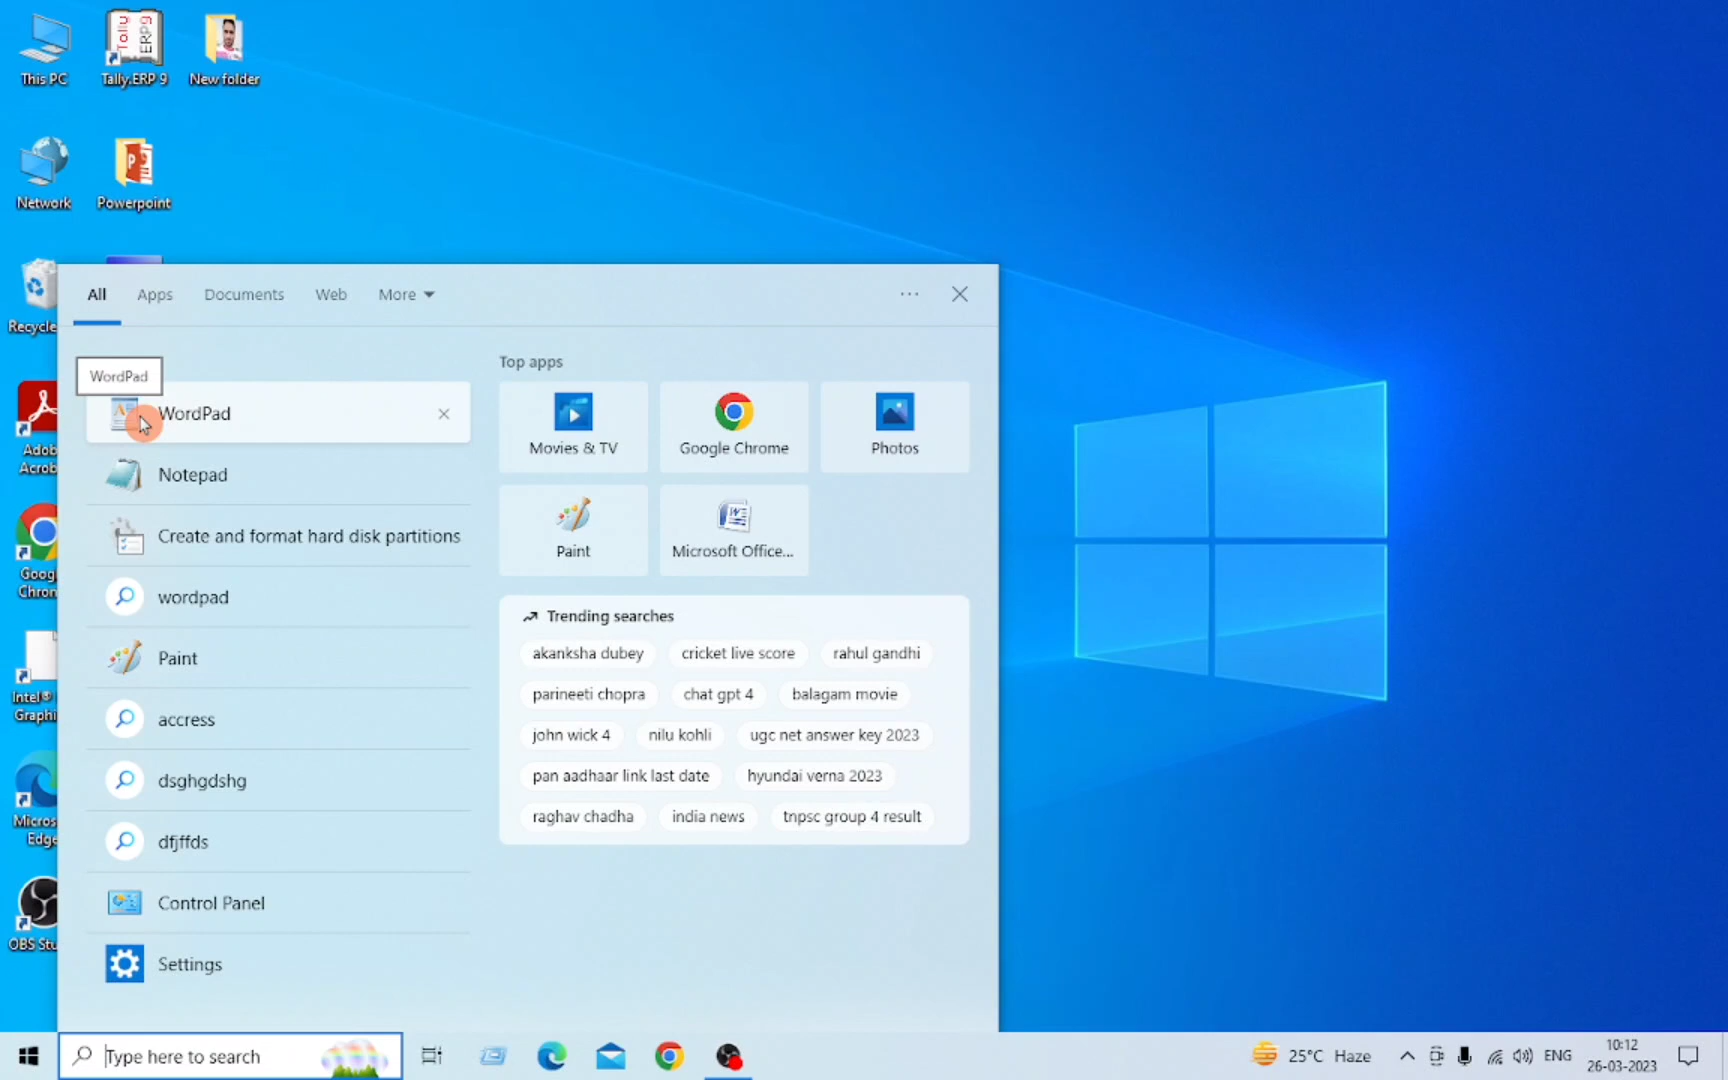 This PC
Tally.ERP 9
New folder
Network
Powerpoint
Recycle
Adob
Acrob
Goog
Chron
Intel®
Graphi
Micros
Edge
OBS Stu
All
Apps
Documents
Web
More
WordPad
WordPad
Notepad
Create and format hard disk partitions
wordpad
Paint
accress
dsghgdshg
dfjffds
Control Panel
Settings
Top apps
Movies & TV
Google Chrome
Photos
Paint
Microsoft Office...
Trending searches
akanksha dubey
cricket live score
rahul gandhi
parineeti chopra
chat gpt 4
balagam movie
john wick 4
nilu kohli
ugc net answer key 2023
pan aadhaar link last date
hyundai verna 2023
raghav chadha
india news
tnpsc group 4 result
Type here to search
25°C Haze
ENG
10:12
26-03-2023